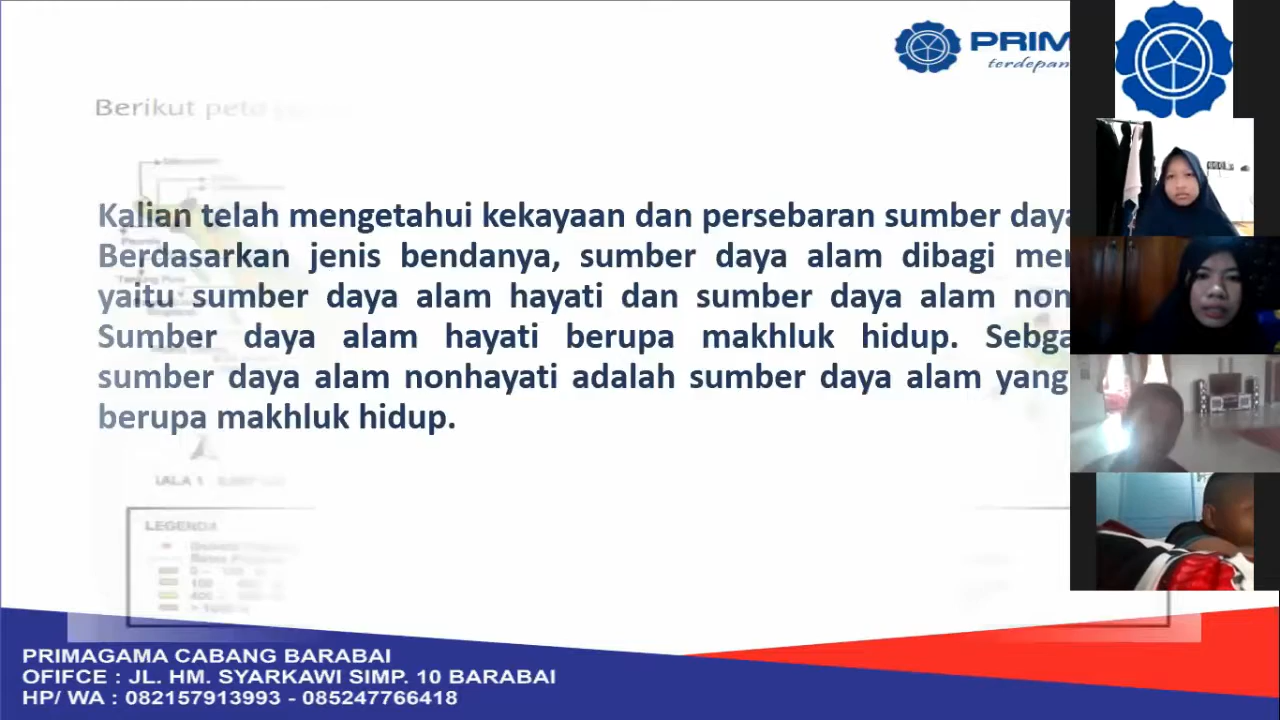 PRIM
terdepan
Berikut peta
Kalian telah mengetahui kekayaan dan persebaran sumber daya
Berdasarkan jenis bendanya, sumber daya alam dibagi men
yaitu sumber daya alam hayati dan sumber daya alam non
Sumber daya alam hayati berupa makhluk hidup. Sebga
sumber daya alam nonhayati adalah sumber daya alam yang
berupa makhluk hidup.
SKALA 1
LEGENDA
PRIMAGAMA CABANG BARABAI
OFIFCE : JL. HM. SYARKAWI SIMP. 10 BARABAI
HP/ WA : 082157913993 - 085247766418